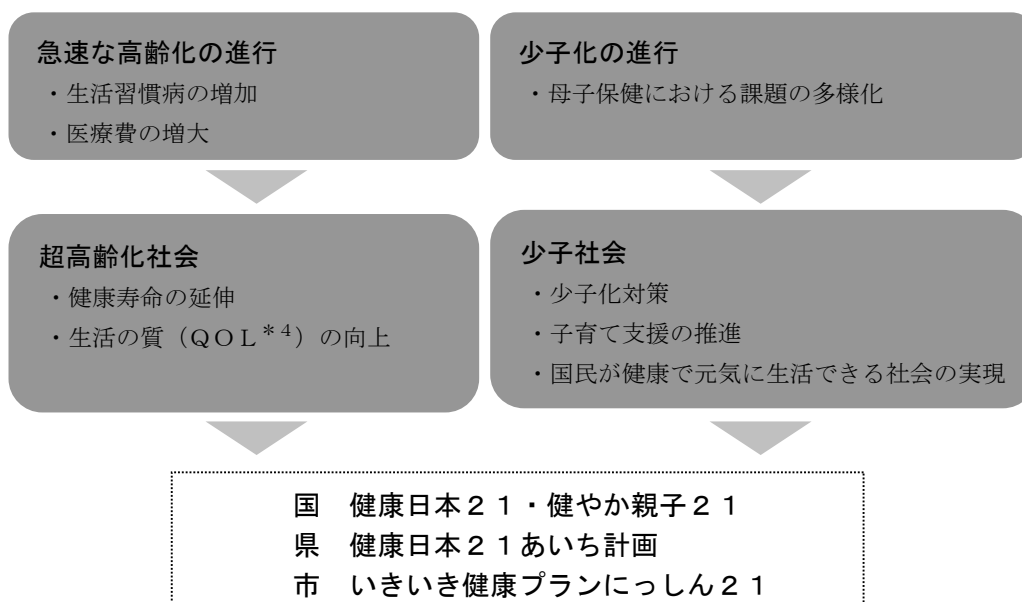 急速な高齢化の進行
・生活習慣病の増加
・医療費の増大
少子化の進行
・母子保健における課題の多様化
超高齢化社会
・健康寿命の延伸
・生活の質（ＱＯＬ＊４）の向上
少子社会
・少子化対策
・子育て支援の推進
・国民が健康で元気に生活できる社会の実現
国　健康日本２１・健やか親子２１
県　健康日本２１あいち計画
市　いきいき健康プランにっしん２１